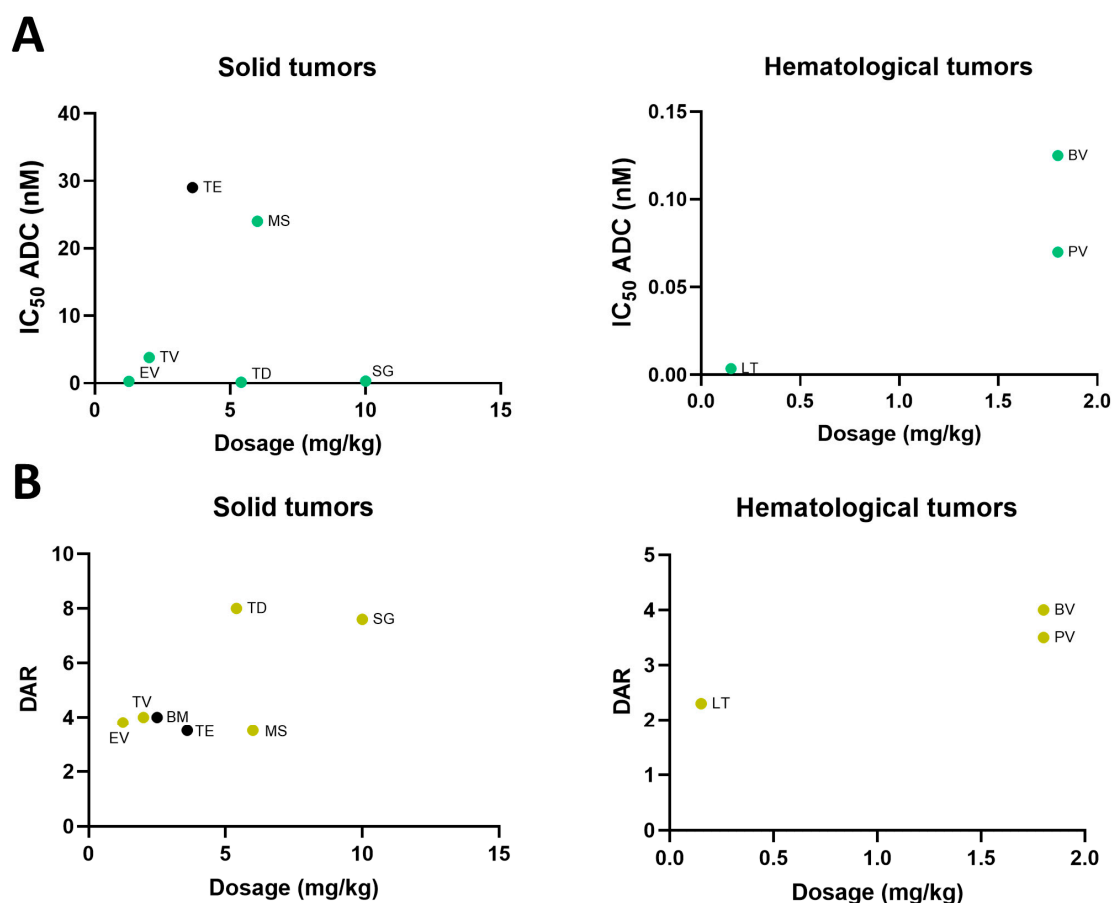 A
Solid tumors
IC50 ADC (nM)
40
30
20
10
0
TE
MS
TV
EV
TD
SG
0 5 10 15
Dosage (mg/kg)
Hematological tumors
IC50 ADC (nM)
0.15
0.10
0.05
0.00
BV
PV
LT
0.0 0.5 1.0 1.5 2.0
Dosage (mg/kg)
B
Solid tumors
DAR
10
8
6
4
2
0
TD
SG
TV
BM
EV
TE
MS
0 5 10 15
Dosage (mg/kg)
Hematological tumors
DAR
5
4
3
2
1
0
BV
PV
LT
0.0 0.5 1.0 1.5 2.0
Dosage (mg/kg)